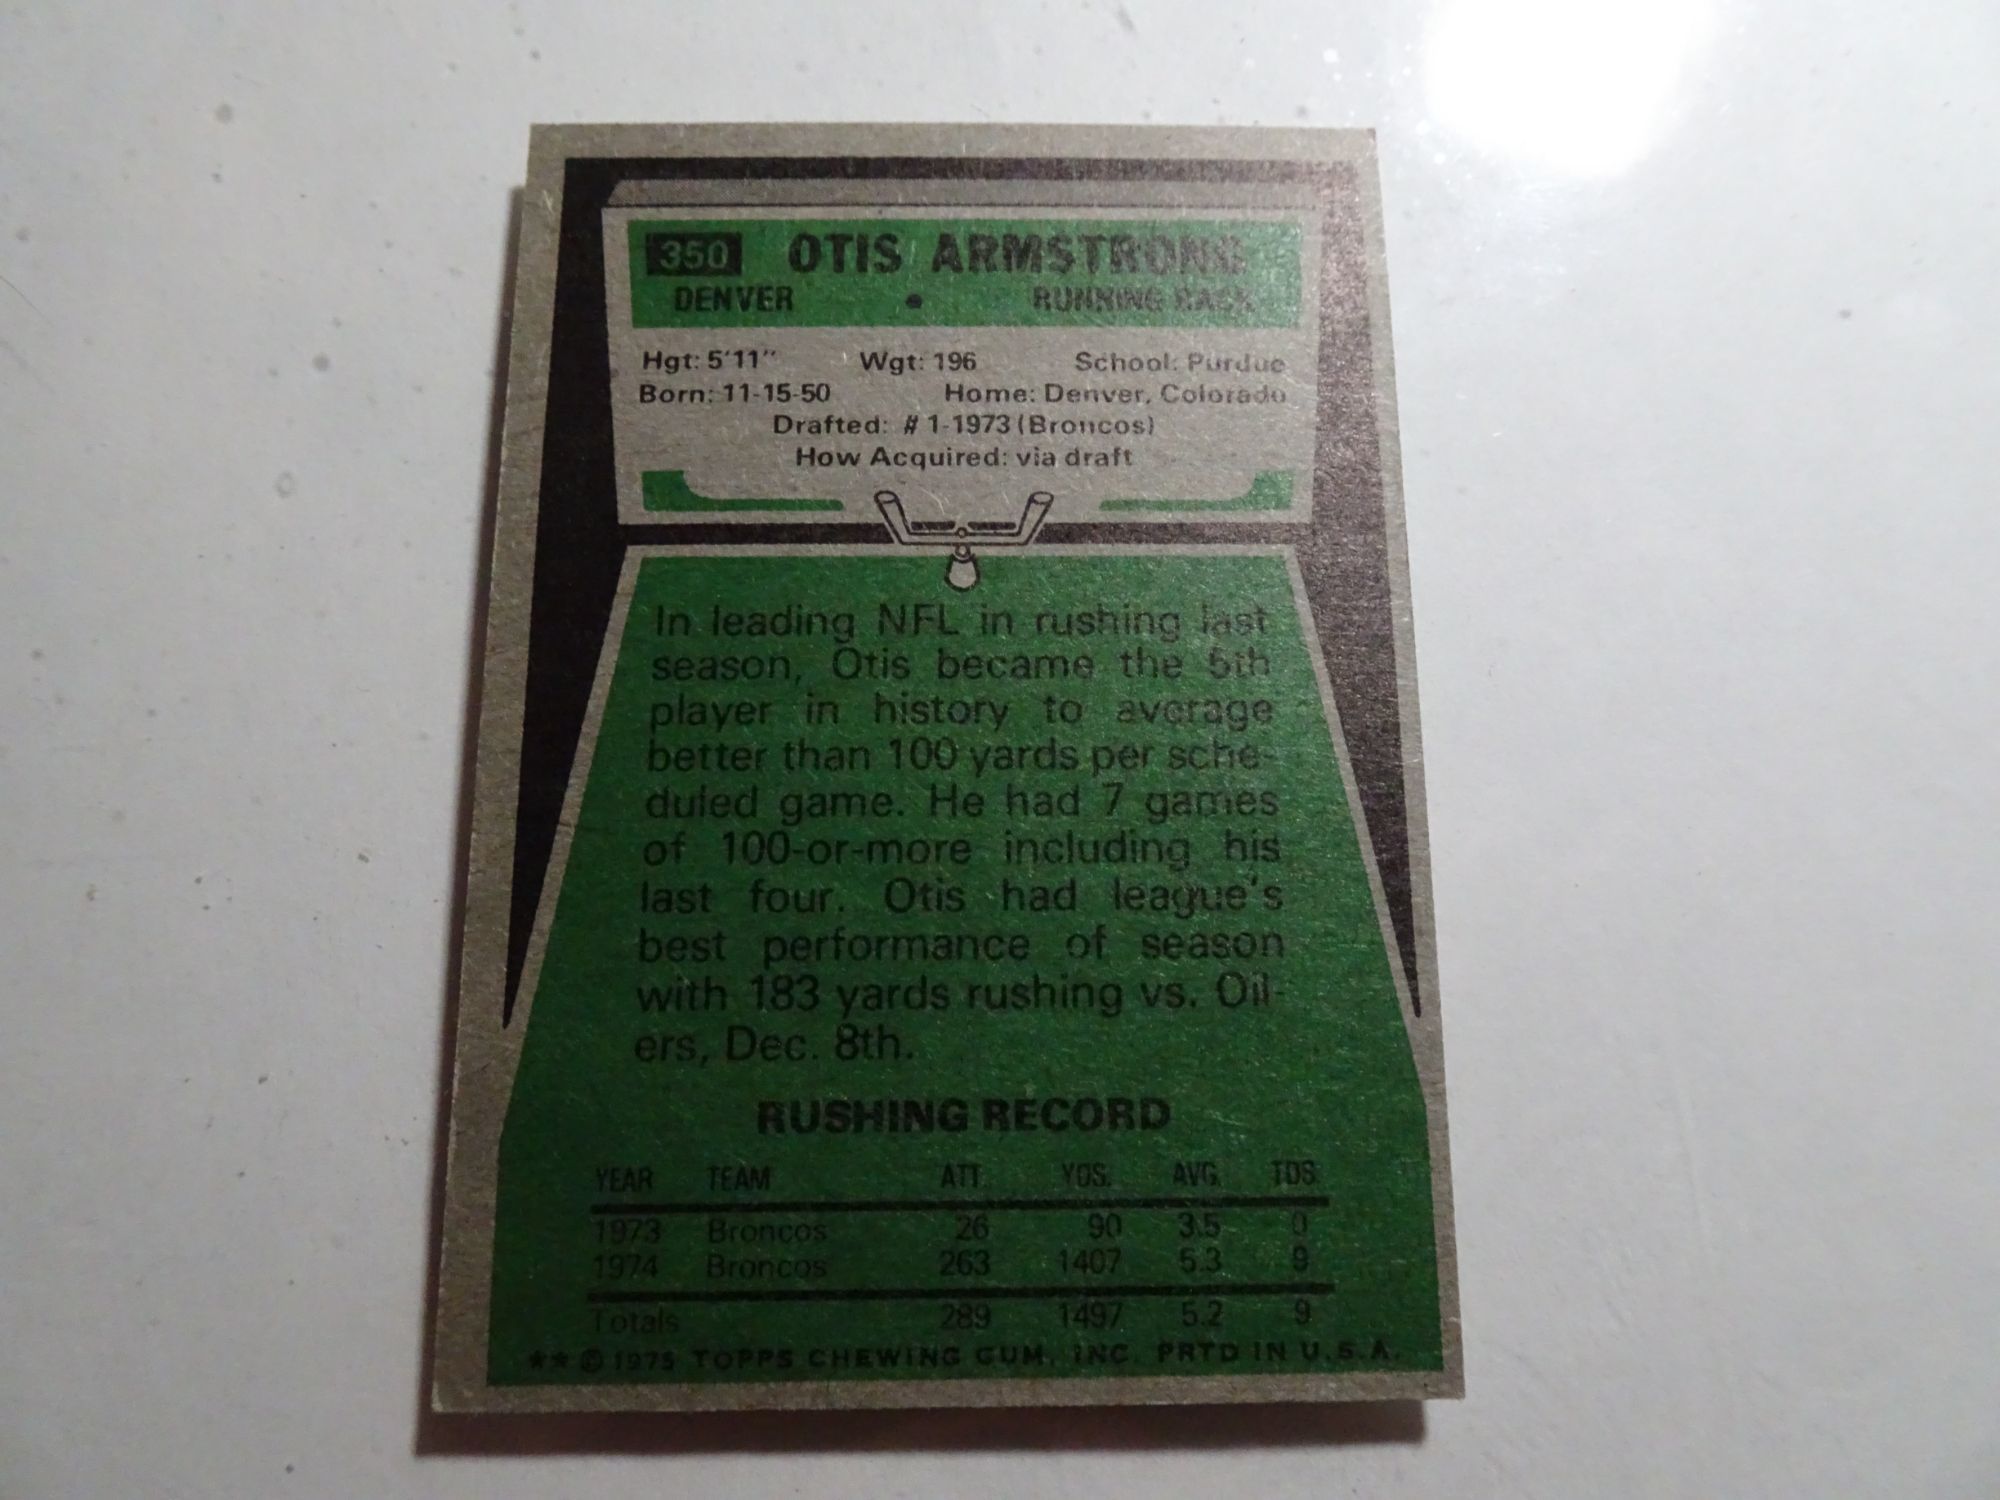 350 OTIS ARMSTRONG
DENVER • RUNNING BACK
Hgt: 5'11" Wgt: 196 School: Purdue
Born: 11-15-50 Home: Denver, Colorado
Drafted: # 1-1973 (Broncos)
How Acquired: via draft
In leading NFL in rushing last
season, Otis became the 5th
player in history to average
better than 100 yards per sche-
duled game. He had 7 games
of 100-or-more including his
last four. Otis had league's
best performance of season
with 183 yards rushing vs. Oil-
ers, Dec. 8th.
RUSHING RECORD
YEAR TEAM ATT. YDS. AVG. TDS.
1973 Broncos 26 90 3.5 0
1974 Broncos 263 1407 5.3 9
Totals 289 1497 5.2 9
★★ © 1975 TOPPS CHEWING GUM, INC. PRTD IN U.S.A.